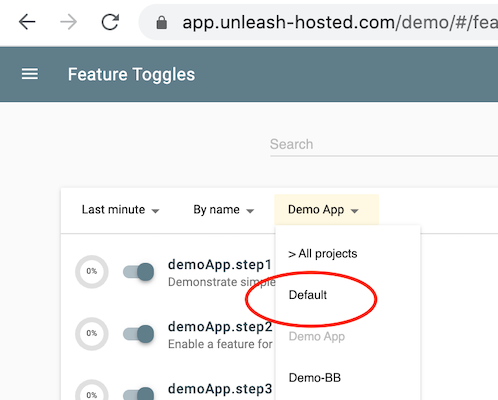 app.unleash-hosted.com/demo/#/fea
Feature Toggles
Search
Last minute By name Demo App
> All projects
0% demoApp.step1
Demonstrate simple
Default
0% demoApp.step2
Enable a feature for
Demo App
Demo-BB
0% demoApp.step3